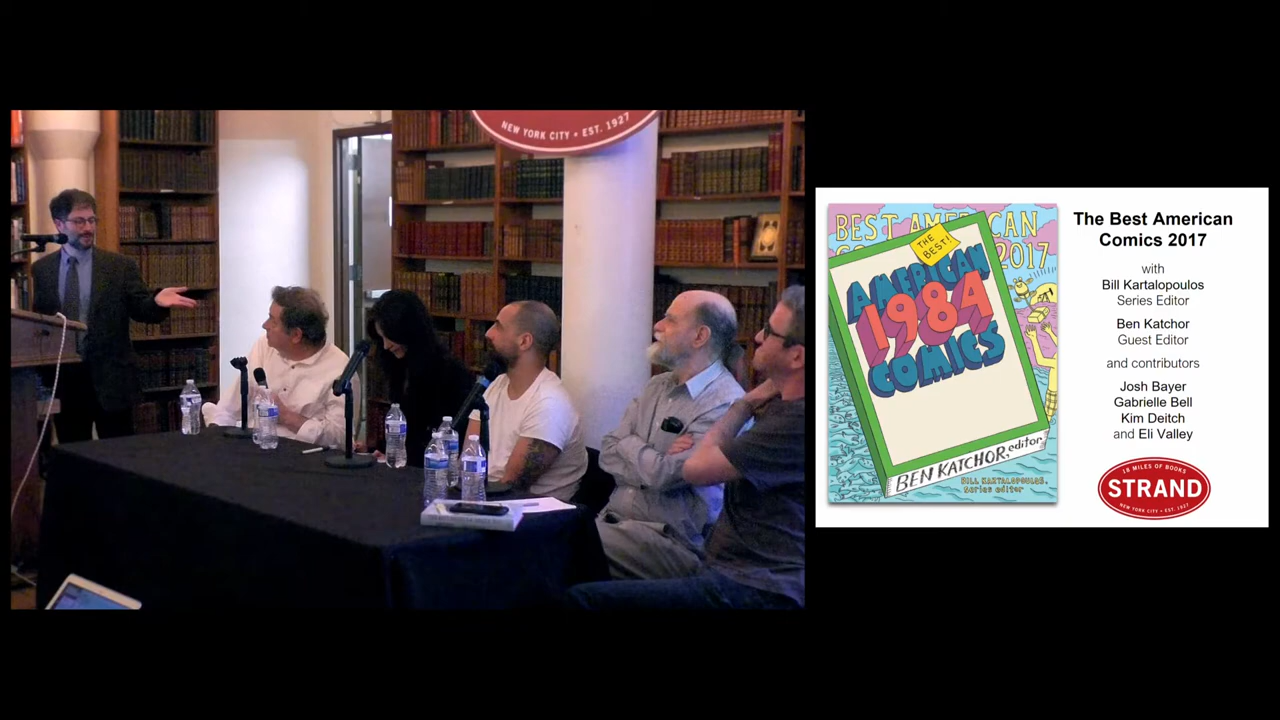 NEW YORK CITY • EST. 1927
BEST AMERICAN
2017
THE
BEST!
AMERICAN
1984
COMICS
BEN KATCHOR, editor
BILL KARTALOPOULOS,
series editor
The Best American
Comics 2017
with
Bill Kartalopoulos
Series Editor
Ben Katchor
Guest Editor
and contributors
Josh Bayer
Gabrielle Bell
Kim Deitch
and Eli Valley
18 MILES OF BOOKS
STRAND
NEW YORK CITY • EST. 1927